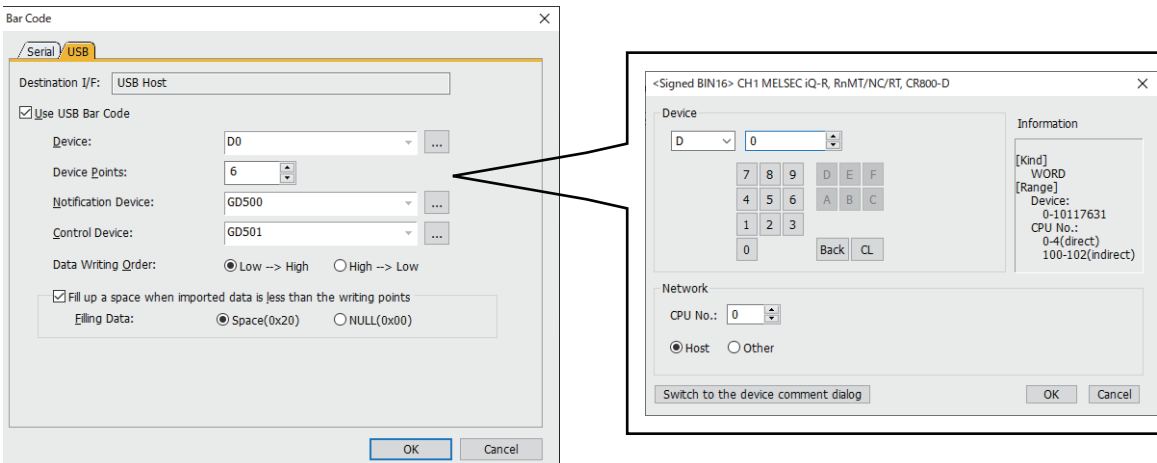 Bar Code
Serial USB
Destination I/F: USB Host
Use USB Bar Code
Device: D0 ...
Device Points: 6
Notification Device: GD500 ...
Control Device: GD501 ...
Data Writing Order: Low --> High High --> Low
Fill up a space when imported data is less than the writing points
Filling Data: Space(0x20) NULL(0x00)
OK Cancel
<Signed BIN16> CH1 MELSEC iQ-R, RnMT/NC/RT, CR800-D
Device
D 0
7 8 9 D E F
4 5 6 A B C
1 2 3
0 Back CL
Information
[Kind]
WORD
[Range]
Device:
0-10117631
CPU No.:
0-4(direct)
100-102(indirect)
Network
CPU No.: 0
Host Other
Switch to the device comment dialog OK Cancel